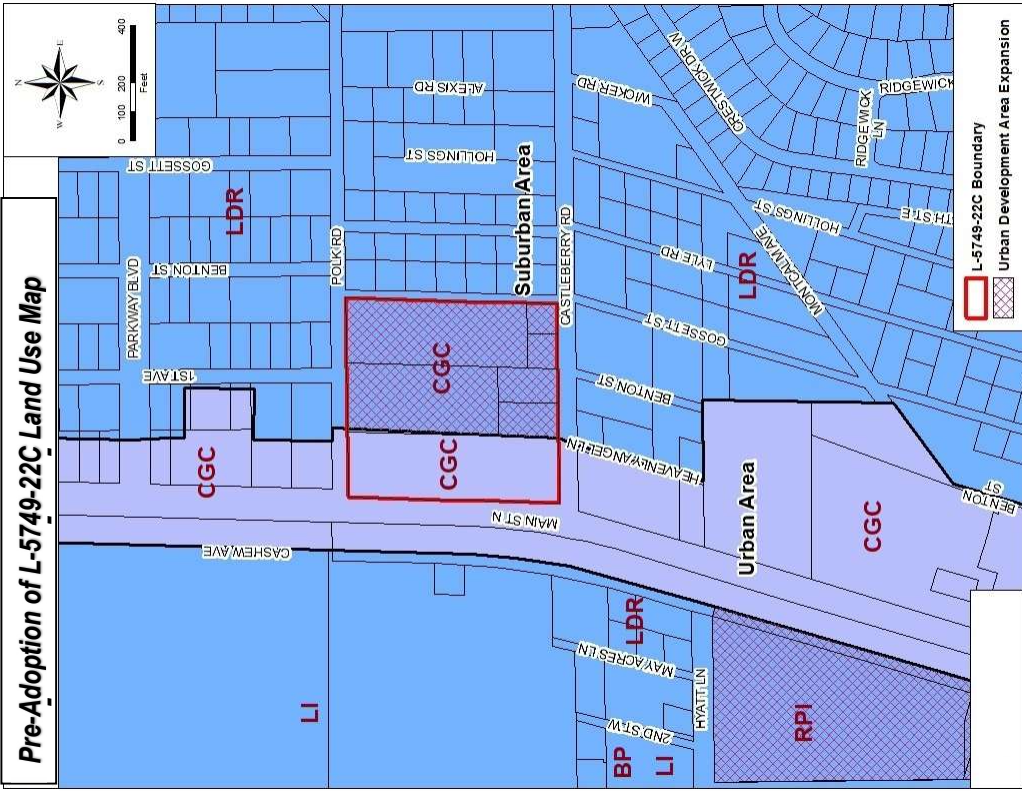 Pre-Adoption of L-5749-22C Land Use Map
N
W
E
S
0 100 200 400
Feet
GOSSETT ST
LDR
BENTON ST
PARKWAY BLVD
1ST AVE
CGC
CASHEW AVE
LI
POLK RD
ALEXIS RD
HOLLINGS ST
Suburban Area
CASTLEBERRY RD
CGC
CGC
MAIN ST N
WICKER RD
CRESTWICK DR W
RIDGEWICK
RIDGEWICK
LN
HOLLINGS ST
TH ST E
LYLE RD
LDR
MONTCALM AVE
GOSSETT ST
BENTON ST
HEAVENLY ANGEL LN
Urban Area
CGC
BENTON
ST
LDR
MAY ACRES LN
HYATT LN
2ND ST W
BP
LI
RPI
L-5749-22C Boundary
Urban Development Area Expansion